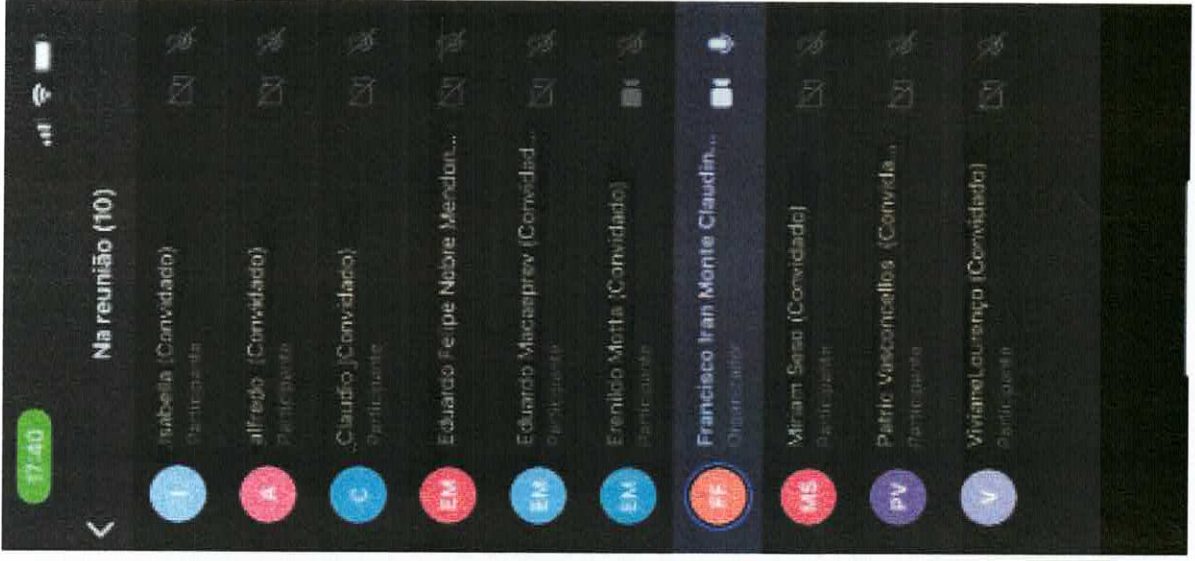 17:40
Na reunião (10)
I
Isabella (Convidado)
Participante
A
alfredo (Convidado)
Participante
C
Claudio (Convidado)
Participante
EM
Eduardo Felipe Nobre Mendon...
EM
Eduardo Macaeprev (Convidad...
Participante
EM
Erenildo Motta (Convidado)
Participante
FF
Francisco Iran Monte Claudin...
Organizador
MS
Miriam (Convidado)
Participante
PV
Patric Vasconcellos (Convida...
Participante
V
VivianeLourenço (Convidado)
Participante